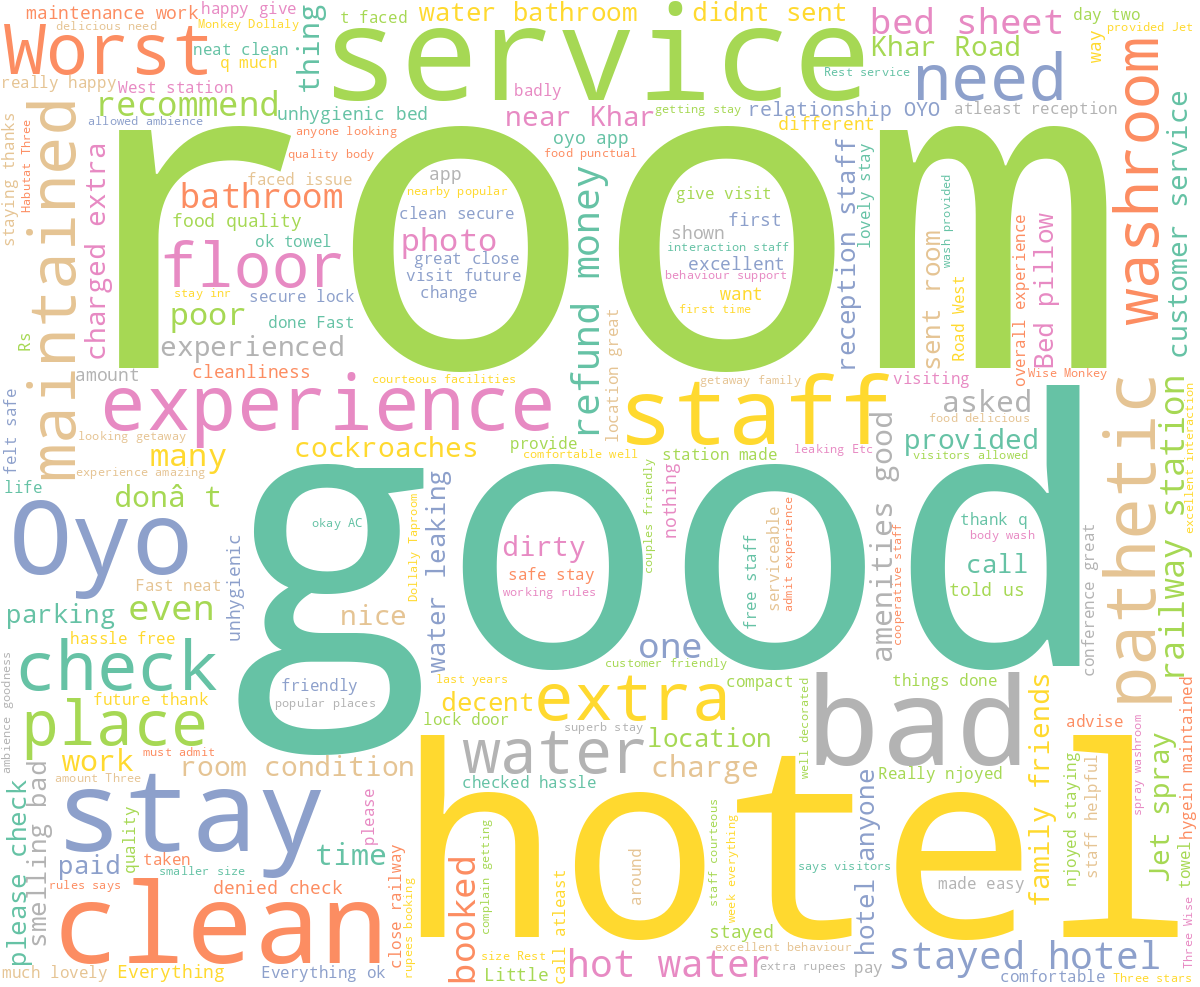 maintenance work
happy give
t faced
water bathroom
didnt sent
bed sheet
day two
delicious need
Monkey Dollaly
thing
service
way
provided Jet
Worst
neat clean
q much
Khar Road
need
washroom
really happy
West station
badly
Rest service
recommend
unhygienic bed
near Khar
getting stay
relationship OYO
atleast reception
customer service
allowed ambience
anyone looking
oyo app
different
staying thanks
Habutat Three
maintained
charged extra
room
quality body
food punctual
reception staff
lovely stay
bathroom
faced issue
app
nearby popular
refund money
give visit
wash provided
food quality
clean secure
first
shown
ok towel
photo
interaction staff
overall experience
Bed pillow
floor
great close
excellent
sent room
visit future
behaviour support
stay inr
secure lock
change
want
Road West
poor
done Fast
first time
Rs
experienced
location great
amount
cleanliness
courteous facilities
getaway family
visiting
Wise Monkey
felt safe
experience
staff
asked
pathetic
railway station
excellent interaction
food delicious
looking getaway
many
cockroaches
provide
leaking Etc
amenities good
provided
experience amazing
comfortable well
station made
visitors allowed
life
donâ t
good
water leaking
couples friendly
nothing
Oyo
okay AC
Dollaly Taproom
dirty
free staff
serviceable
admit experience
thank q
body wash
cooperative staff
conference great
unhygienic
safe stay
call
Fast neat
working rules
told us
parking
even
nice
hassle free
one
check
customer friendly
ambience goodness
friendly
last years
compact
things done
future thank
popular places
decent
extra
well decorated
bad
family friends
hygein maintained
place
lock door
superb stay
advise
spray washroom
work
must admit
water
location
room condition
charge
Jet spray
amount Three
checked hassle
Really njoyed
please check
smelling bad
stay
please
hotel
staff courteous
week everything
hotel anyone
njoyed staying
staff helpful
quality
complain getting
time
paid
taken
close railway
around
says visitors
towel
smaller size
rules says
denied check
made easy
Three Wise
clean
booked
rupees booking
call atleast
stayed
excellent behaviour
stayed hotel
size Rest
much lovely
Everything
Everything ok
Little
hot water
extra rupees
pay
comfortable
Three stars